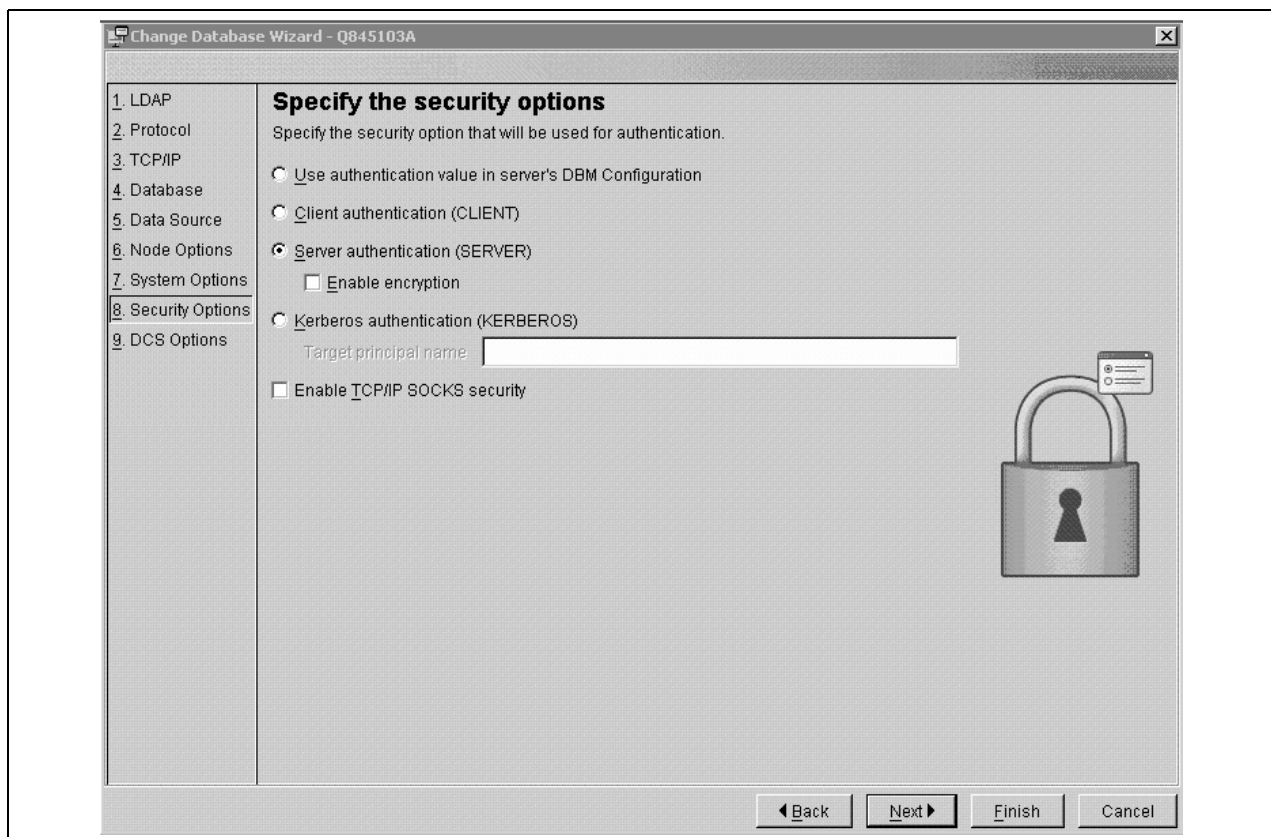 Change Database Wizard - Q845103A
1. LDAP
2. Protocol
3. TCP/IP
4. Database
5. Data Source
6. Node Options
7. System Options
8. Security Options
9. DCS Options
Specify the security options
Specify the security option that will be used for authentication.
Use authentication value in server's DBM Configuration
Client authentication (CLIENT)
Server authentication (SERVER)
Enable encryption
Kerberos authentication (KERBEROS)
Target principal name
Enable TCP/IP SOCKS security
Back
Next
Finish
Cancel